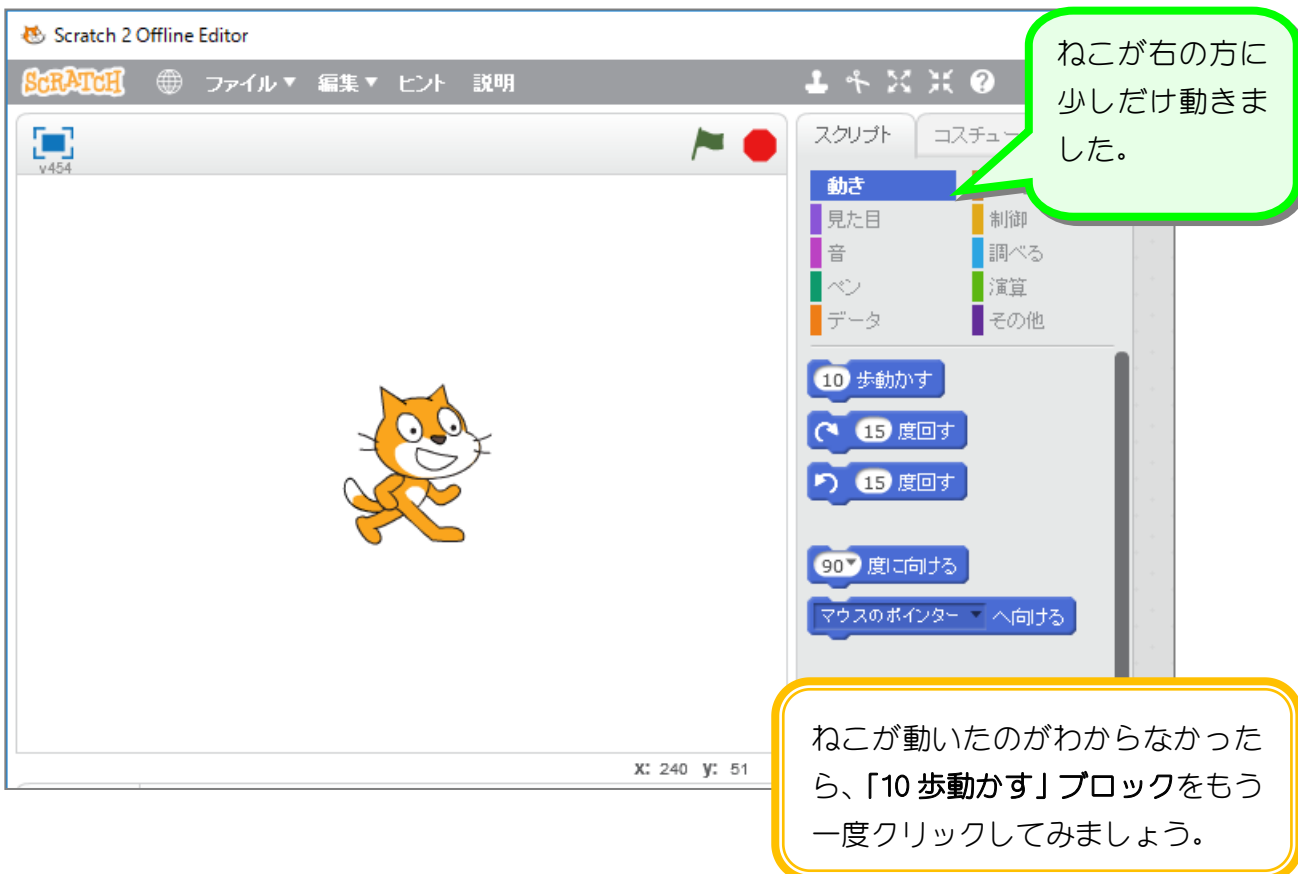 Scratch 2 Offline Editor
SCRATCH ファイル▼ 編集▼ ヒント 説明
v454
スクリプト コスチュー
動き
見た目 制御
音 調べる
ペン 演算
データ その他
10 歩動かす
15 度回す
15 度回す
90▼ 度に向ける
マウスのポインター ▼ へ向ける
x: 240 y: 51
ねこが右の方に
少しだけ動きま
した。
ねこが動いたのがわからなかった
ら、「10 歩動かす」ブロックをもう
一度クリックしてみましょう。